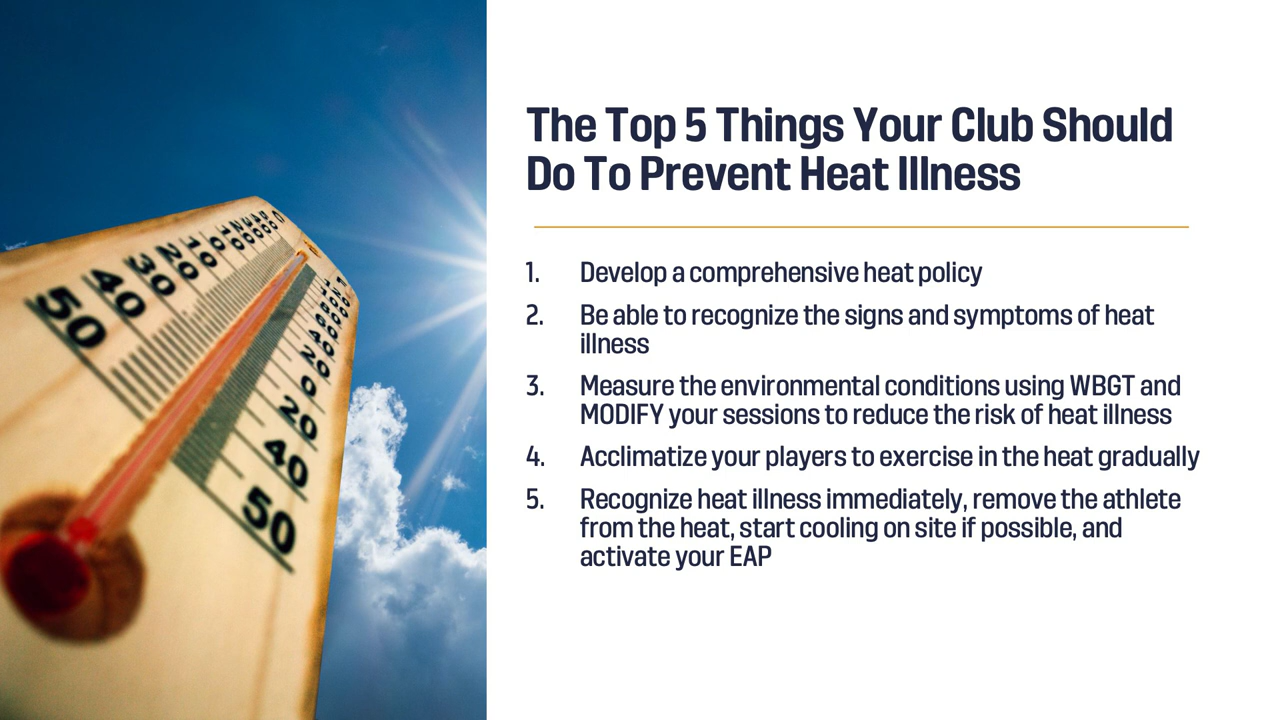 The Top 5 Things Your Club Should
Do To Prevent Heat Illness
1. Develop a comprehensive heat policy
2. Be able to recognize the signs and symptoms of heat
illness
3. Measure the environmental conditions using WBGT and
MODIFY your sessions to reduce the risk of heat illness
4. Acclimatize your players to exercise in the heat gradually
5. Recognize heat illness immediately, remove the athlete
from the heat, start cooling on site if possible, and
activate your EAP
50
40
30
20
10
0
10
0
20
40
50